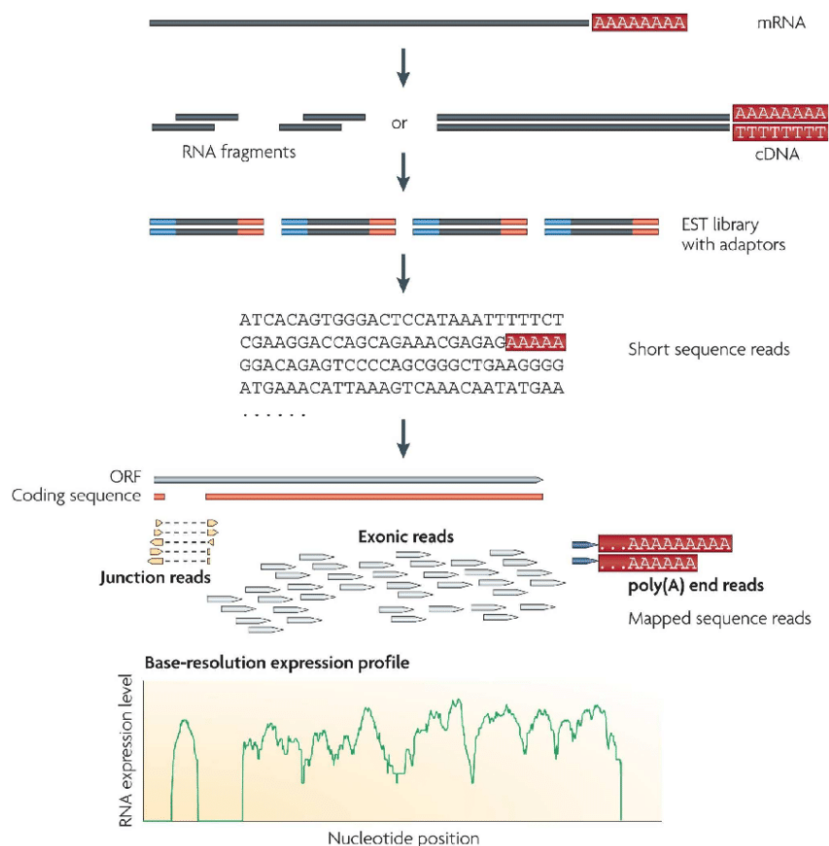 AAAAAAAA
mRNA
AAAAAAAA
or
TTTTTTTT
RNA fragments
cDNA
EST library
with adaptors
ATCACAGTGGGACTCCATAAATTTTTCT
CGAAGGACCAGCAGAAACGAGAGAAAAA
Short sequence reads
GGACAGAGTCCCCAGCGGGCTGAAGGGG
ATGAAACATTAAAGTCAAACAATATGAA
. . . . . .
ORF
Coding sequence
Exonic reads
...AAAAAAAAA
...AAAAAA
Junction reads
poly(A) end reads
Mapped sequence reads
Base-resolution expression profile
RNA expression level
Nucleotide position